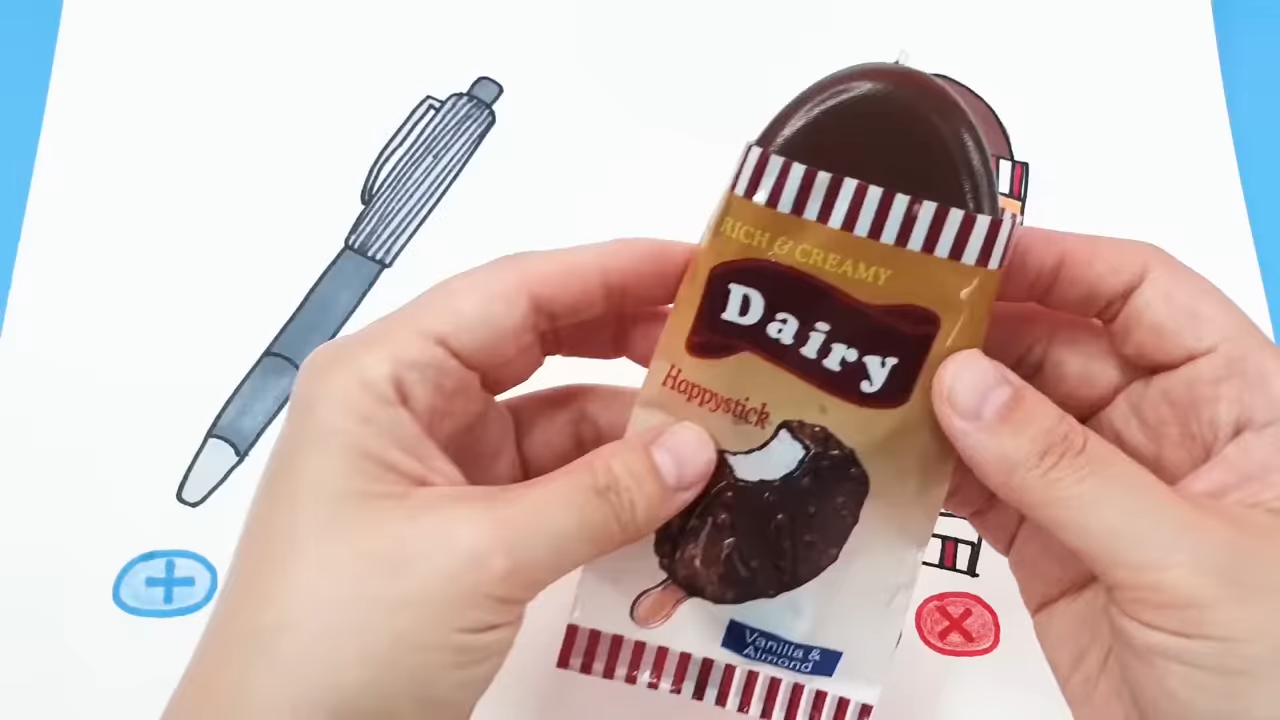 RICH & CREAMY
Dairy
Happystick
Vanilla &
Almond